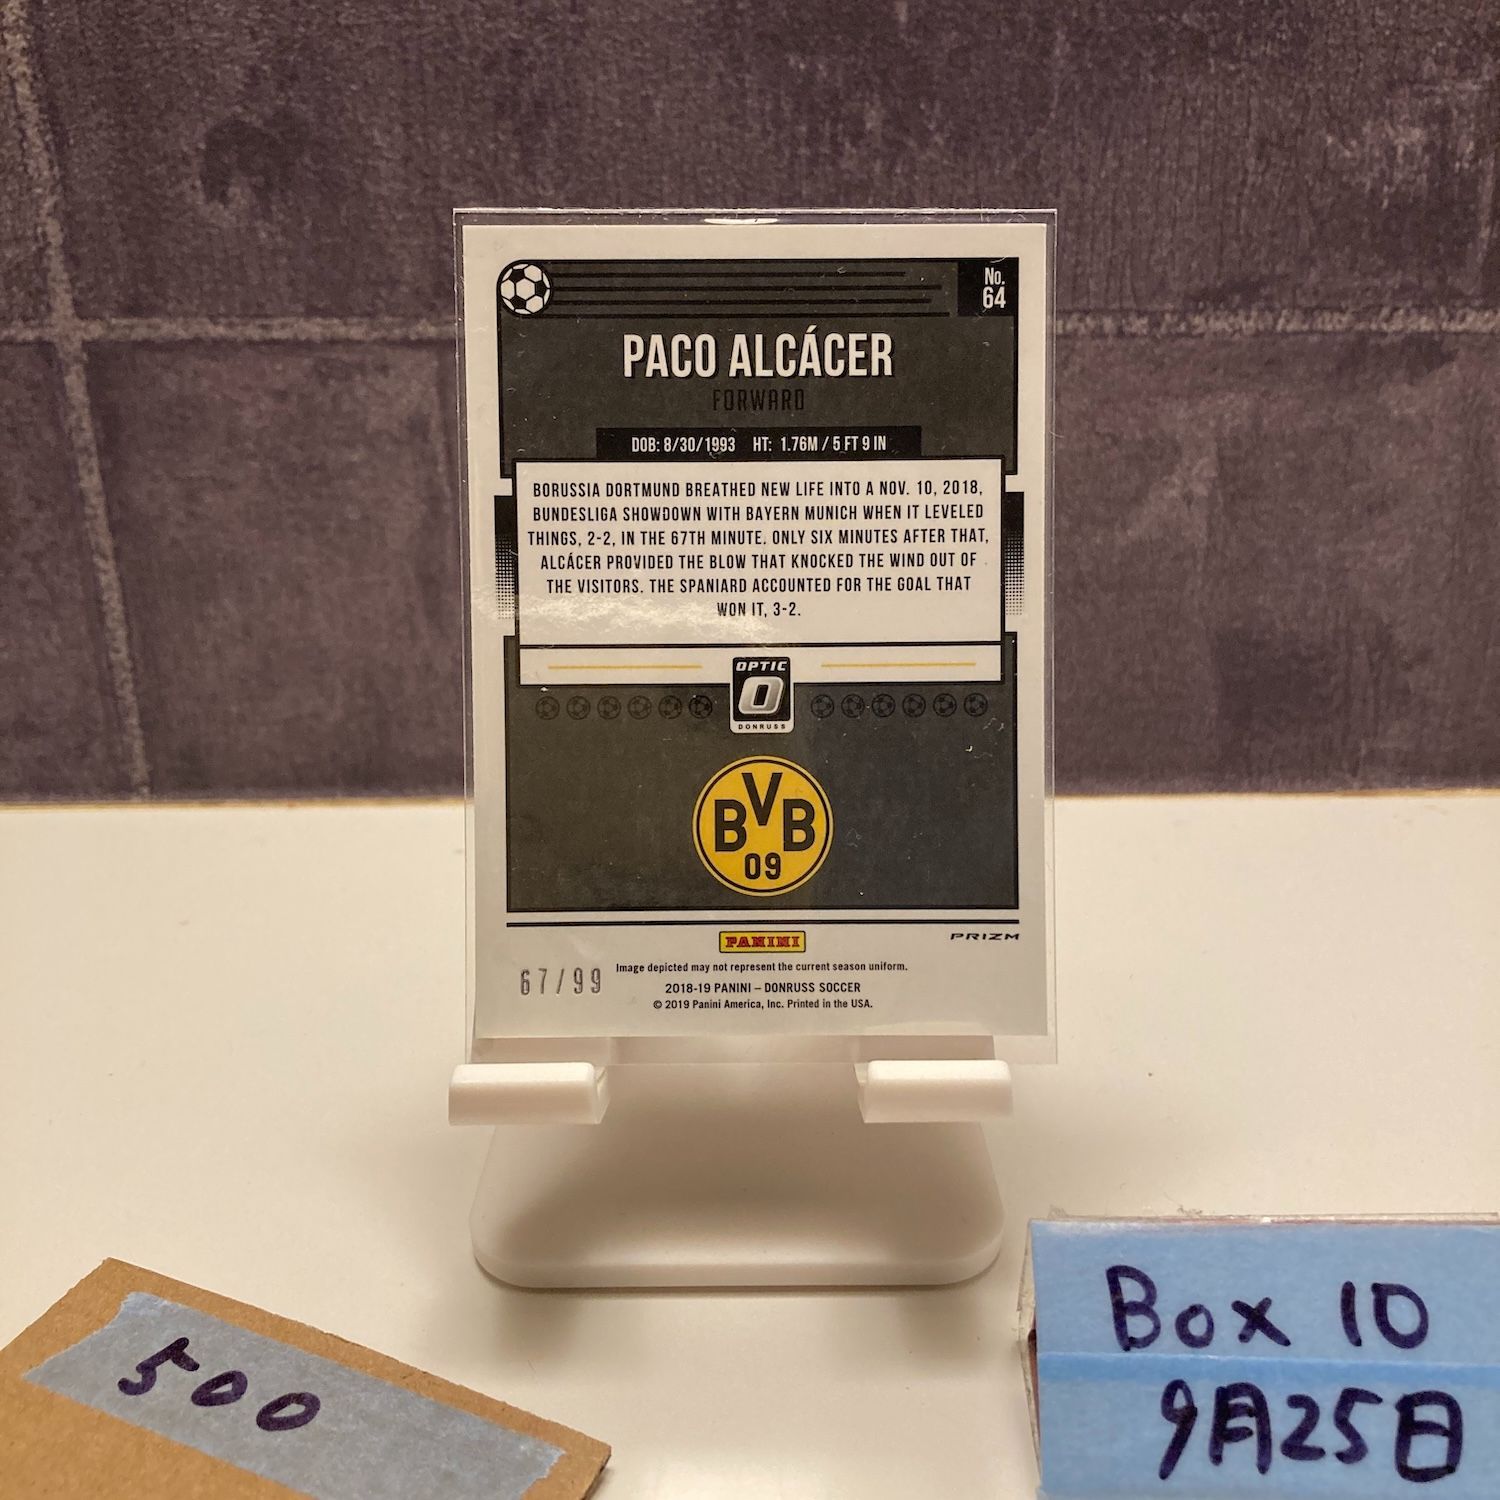 No.
64
PACO ALCÁCER
FORWARD
DOB: 8/30/1993 HT: 1.76M / 5 FT 9 IN
BORUSSIA DORTMUND BREATHED NEW LIFE INTO A NOV. 10, 2018,
BUNDESLIGA SHOWDOWN WITH BAYERN MUNICH WHEN IT LEVELED
THINGS, 2-2, IN THE 67TH MINUTE. ONLY SIX MINUTES AFTER THAT,
ALCÁCER PROVIDED THE BLOW THAT KNOCKED THE WIND OUT OF
THE VISITORS. THE SPANIARD ACCOUNTED FOR THE GOAL THAT
WON IT, 3-2.
OPTIC
O
DONRUSS
BVB
09
PANINI
PRIZM
67/99
Image depicted may not represent the current season uniform.
2018-19 PANINI – DONRUSS SOCCER
© 2019 Panini America, Inc. Printed in the USA.
500
Box 10
9月25日